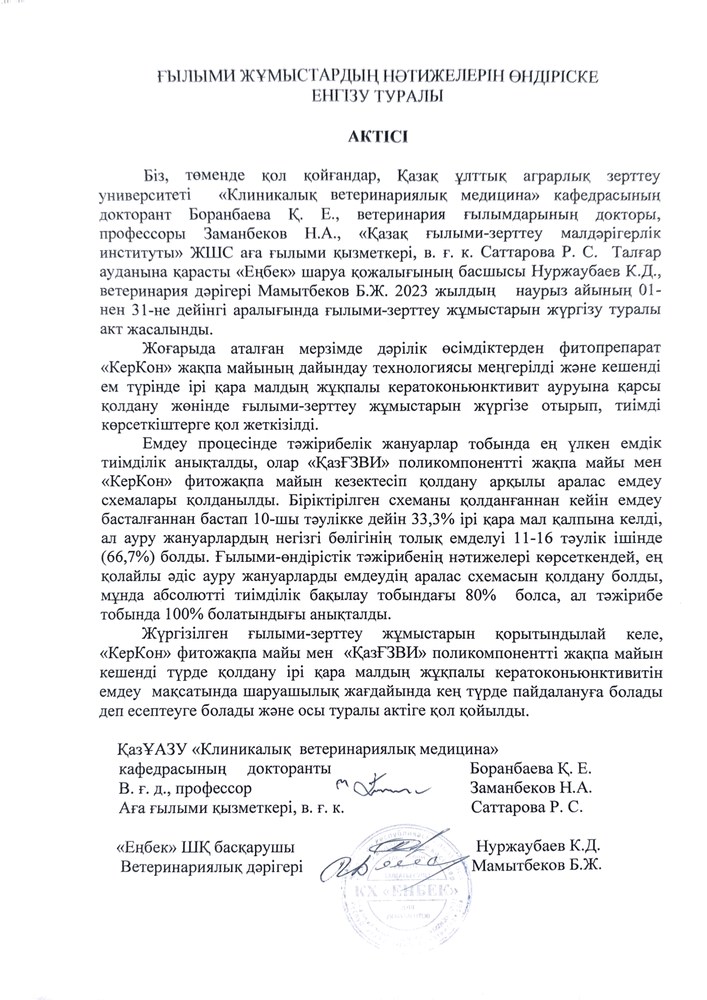 ҒЫЛЫМИ ЖҰМЫСТАРДЫҢ НӘТИЖЕЛЕРІН ӨНДІРІСКЕ
ЕНГІЗУ ТУРАЛЫ
АКТІСІ
Біз, төменде қол қойғандар, Қазақ ұлттық аграрлық зерттеу
университеті «Клиникалық ветеринариялық медицина» кафедрасының
докторант Боранбаева Қ. Е., ветеринария ғылымдарының докторы,
профессоры Заманбеков Н.А., «Қазақ ғылыми-зерттеу малдәрігерлік
институты» ЖШС аға ғылыми қызметкері, в. ғ. к. Саттарова Р. С. Талғар
ауданына қарасты «Еңбек» шаруа қожалығының басшысы Нуржаубаев К.Д.,
ветеринария дәрігері Мамытбеков Б.Ж. 2023 жылдың наурыз айының 01-
нен 31-не дейінгі аралығында ғылыми-зерттеу жұмыстарын жүргізу туралы
акт жасалынды.
Жоғарыда аталған мерзімде дәрілік өсімдіктерден фитопрепарат
«КерКон» жақпа майының дайындау технологиясы меңгерілді және кешенді
ем түрінде ірі қара малдың жұқпалы кератоконьюнктивит ауруына қарсы
қолдану жөнінде ғылыми-зерттеу жұмыстарын жүргізе отырып, тиімді
көрсеткіштерге қол жеткізілді.
Емдеу процесінде тәжірибелік жануарлар тобында ең үлкен емдік
тиімділік анықталды, олар «ҚазҒЗВИ» поликомпонентті жақпа майы мен
«КерКон» фитожақпа майын кезектесіп қолдану арқылы аралас емдеу
схемалары қолданылды. Біріктірілген схеманы қолданғаннан кейін емдеу
басталғаннан бастап 10-шы тәулікке дейін 33,3% ірі қара мал қалпына келді,
ал ауру жануарлардың негізгі бөлігінің толық емделуі 11-16 тәулік ішінде
(66,7%) болды. Ғылыми-өндірістік тәжірибенің нәтижелері көрсеткендей, ең
қолайлы әдіс ауру жануарларды емдеудің аралас схемасын қолдану болды,
мұнда абсолютті тиімділік бақылау тобындағы 80% болса, ал тәжірибе
тобында 100% болатындығы анықталды.
Жүргізілген ғылыми-зерттеу жұмыстарын қорытындылай келе,
«КерКон» фитожақпа майы мен «ҚазҒЗВИ» поликомпонентті жақпа майын
кешенді түрде қолдану ірі қара малдың жұқпалы кератоконьюнктивитін
емдеу мақсатында шаруашылық жағдайында кең түрде пайдалануға болады
деп есептеуге болады және осы туралы актіге қол қойылды.
ҚазҰАЗУ «Клиникалық ветеринариялық медицина»
кафедрасының докторанты Боранбаева Қ. Е.
В. ғ. д., профессор Заманбеков Н.А.
Аға ғылыми қызметкері, в. ғ. к. Саттарова Р. С.
«Еңбек» ШҚ басқарушы Нуржаубаев К.Д.
Ветеринариялық дәрігері Мамытбеков Б.Ж.
КХ «ЕНБЕК»
ДЛЯ
ДОКУМЕНТОВ